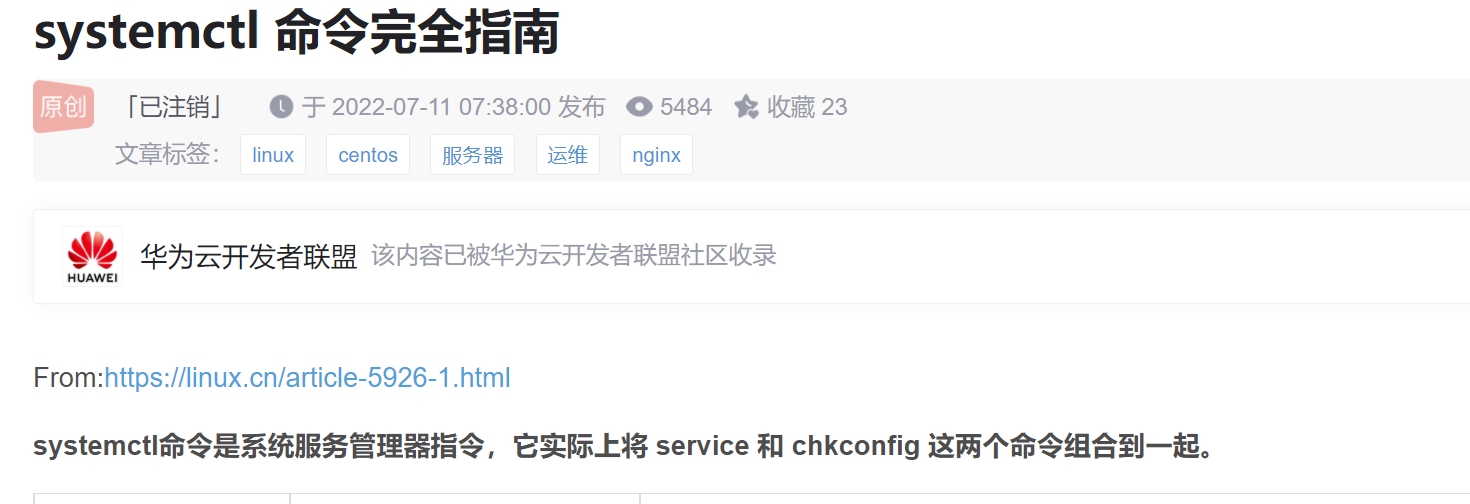 systemctl 命令完全指南
原创 「已注销」 于 2022-07-11 07:38:00 发布 5484 收藏 23
文章标签： linux centos 服务器 运维 nginx
HUAWEI 华为云开发者联盟 该内容已被华为云开发者联盟社区收录
From:https://linux.cn/article-5926-1.html
systemctl命令是系统服务管理器指令，它实际上将 service 和 chkconfig 这两个命令组合到一起。